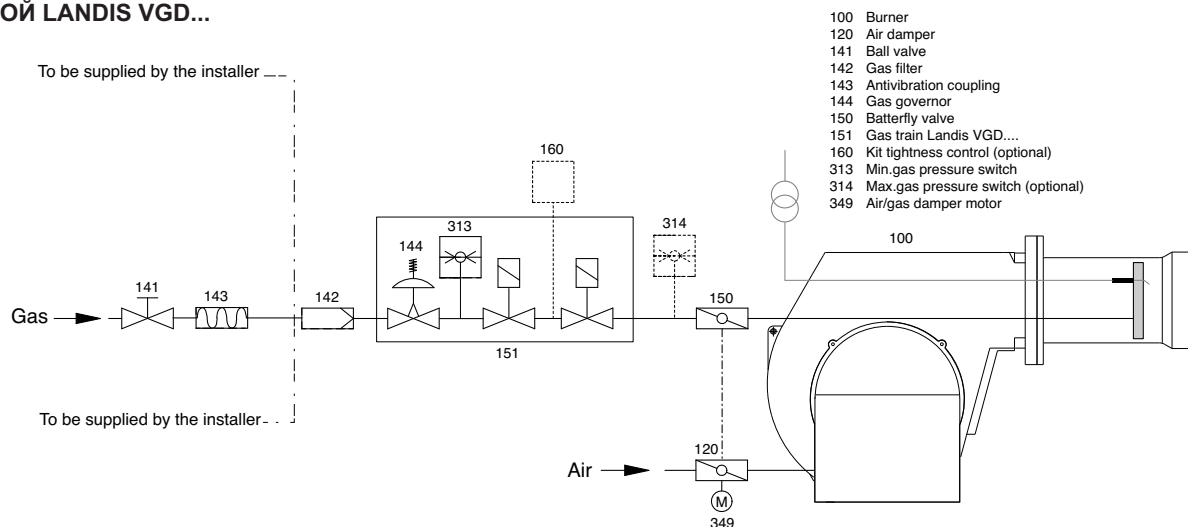 ОЙ LANDIS VGD...
100 Burner
120 Air damper
141 Ball valve
142 Gas filter
143 Antivibration coupling
144 Gas governor
150 Batterfly valve
151 Gas train Landis VGD....
160 Kit tightness control (optional)
313 Min.gas pressure switch
314 Max.gas pressure switch (optional)
349 Air/gas damper motor
To be supplied by the installer
160
313
314
144
100
141
143
142
150
Gas
151
To be supplied by the installer
120
Air
M
349